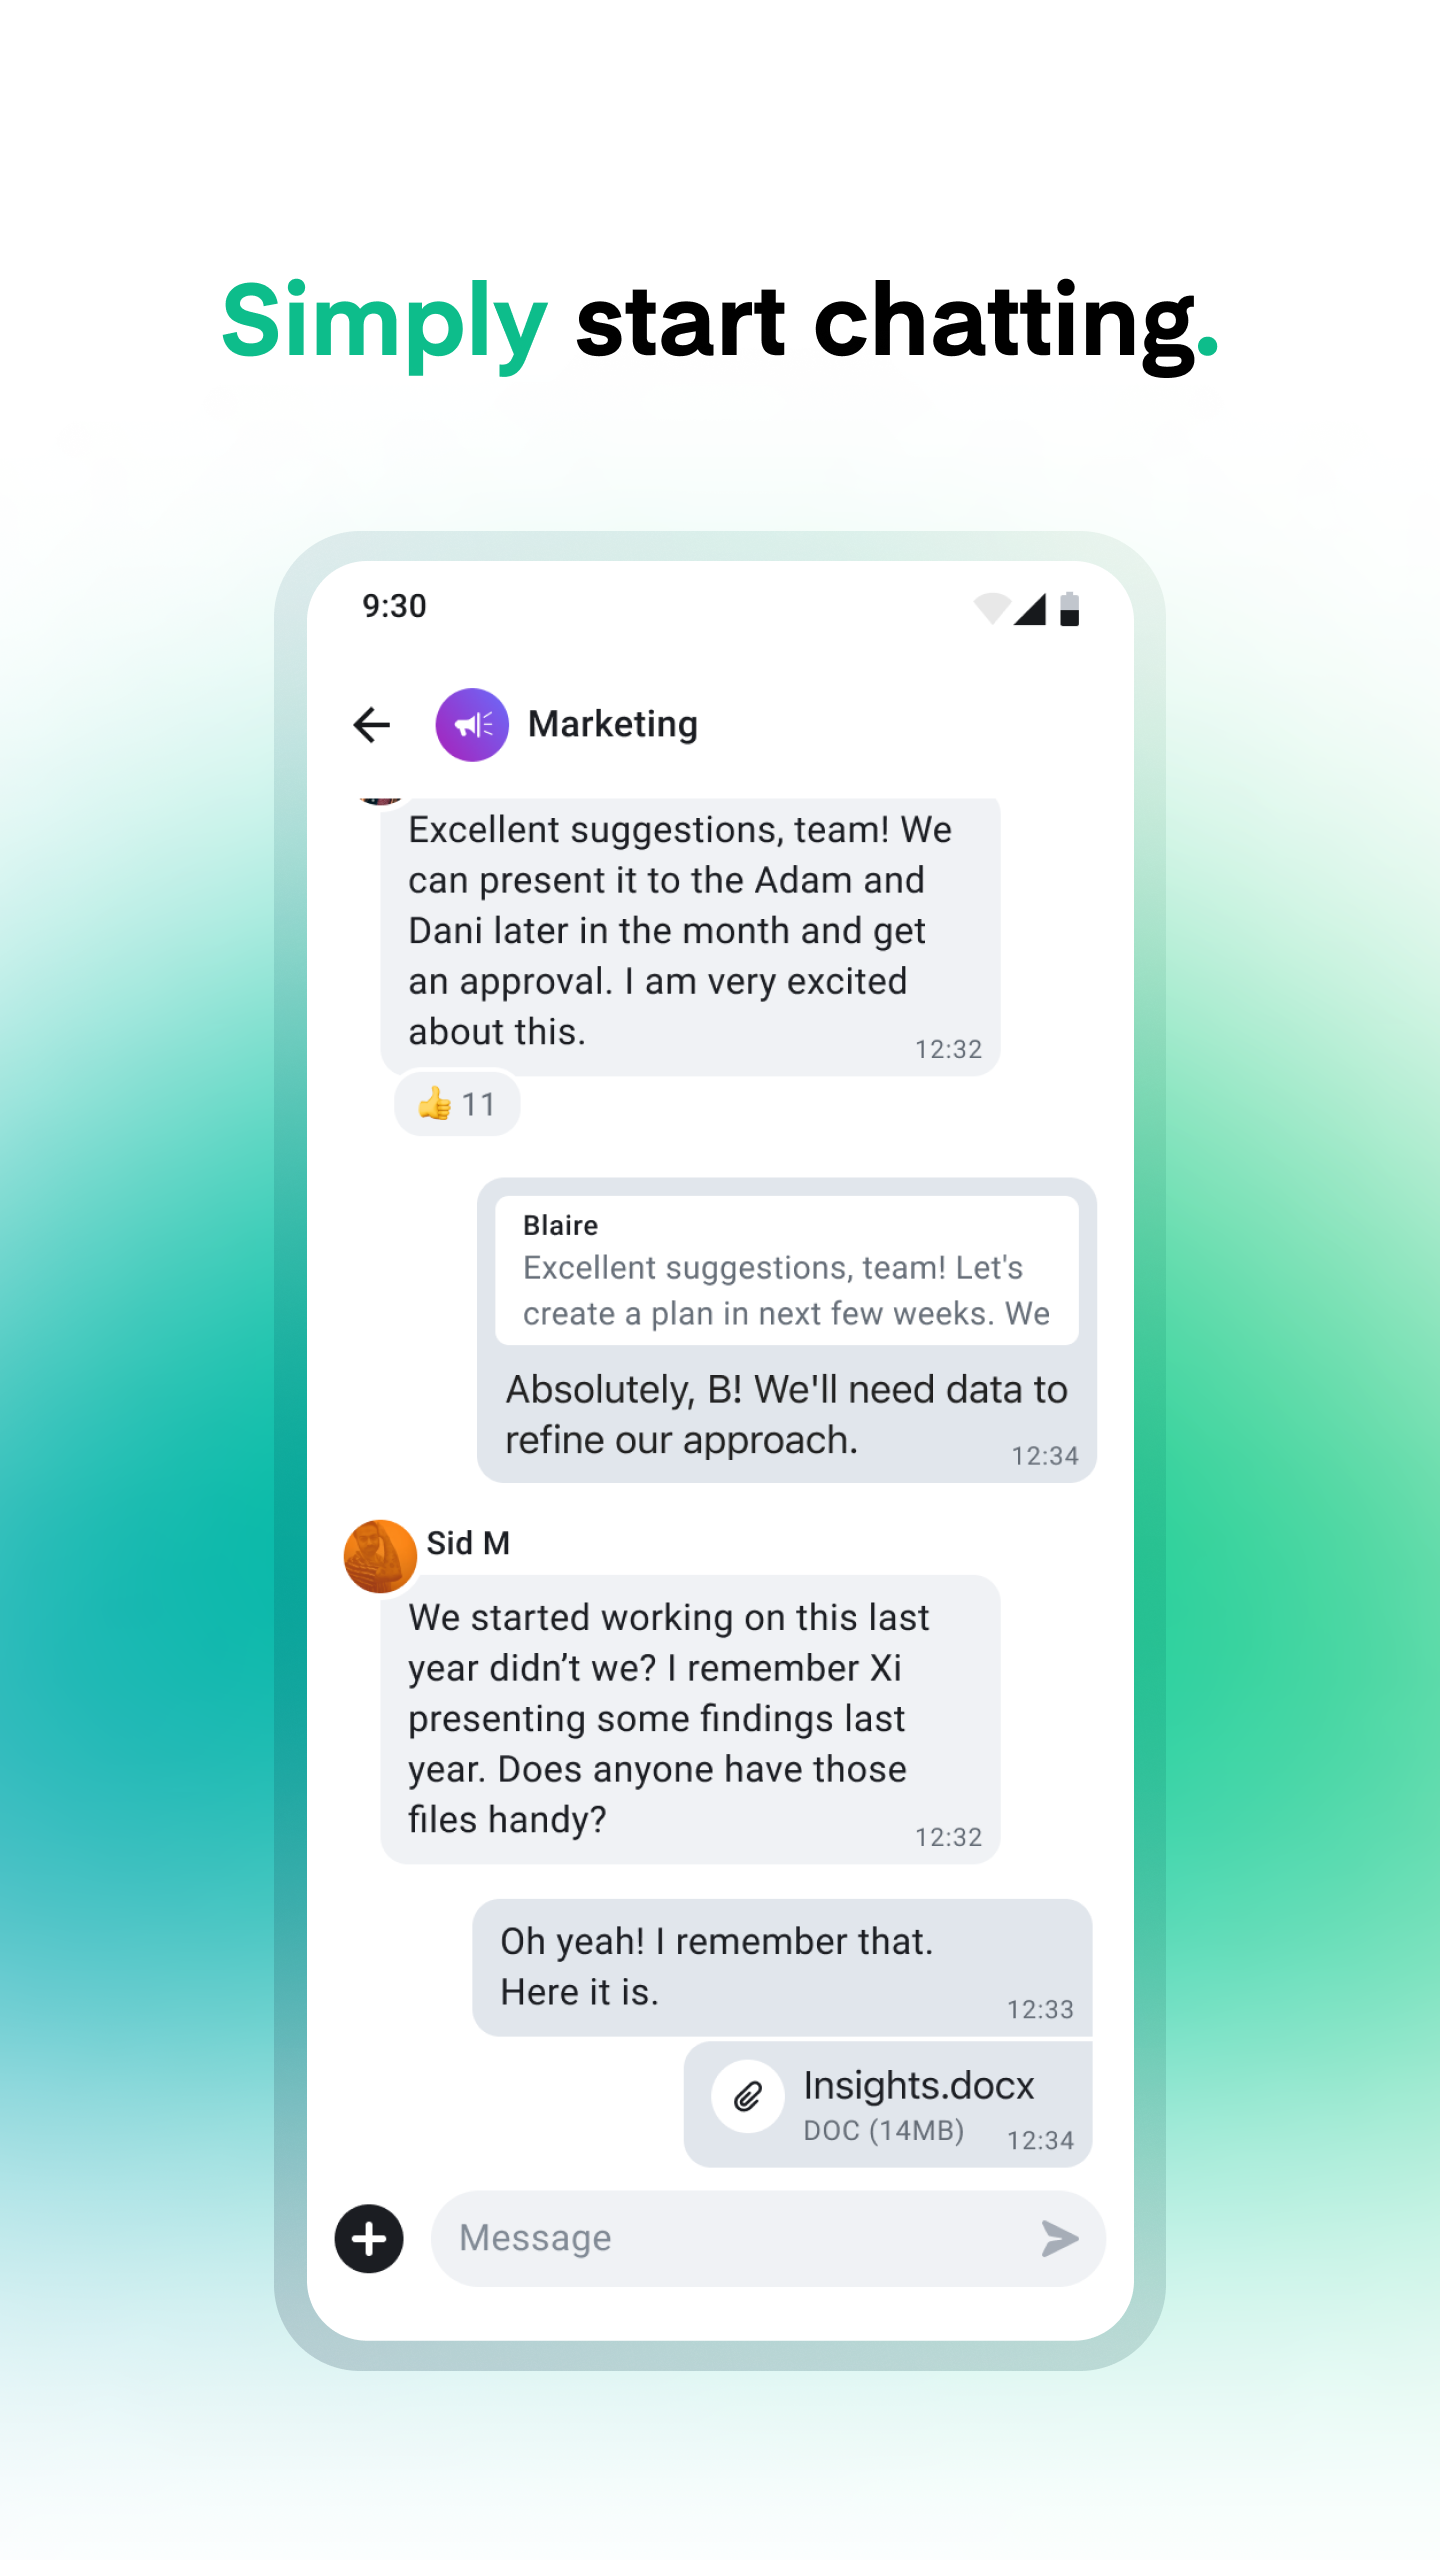 Simply start chatting.
9:30
Marketing
Excellent suggestions, team! We
can present it to the Adam and
Dani later in the month and get
an approval. I am very excited
about this.
12:32
👍 11
Blaire
Excellent suggestions, team! Let's
create a plan in next few weeks. We
Absolutely, B! We'll need data to
refine our approach.
12:34
Sid M
We started working on this last
year didn’t we? I remember Xi
presenting some findings last
year. Does anyone have those
files handy?
12:32
Oh yeah! I remember that.
Here it is.
12:33
Insights.docx
DOC (14MB)
12:34
Message